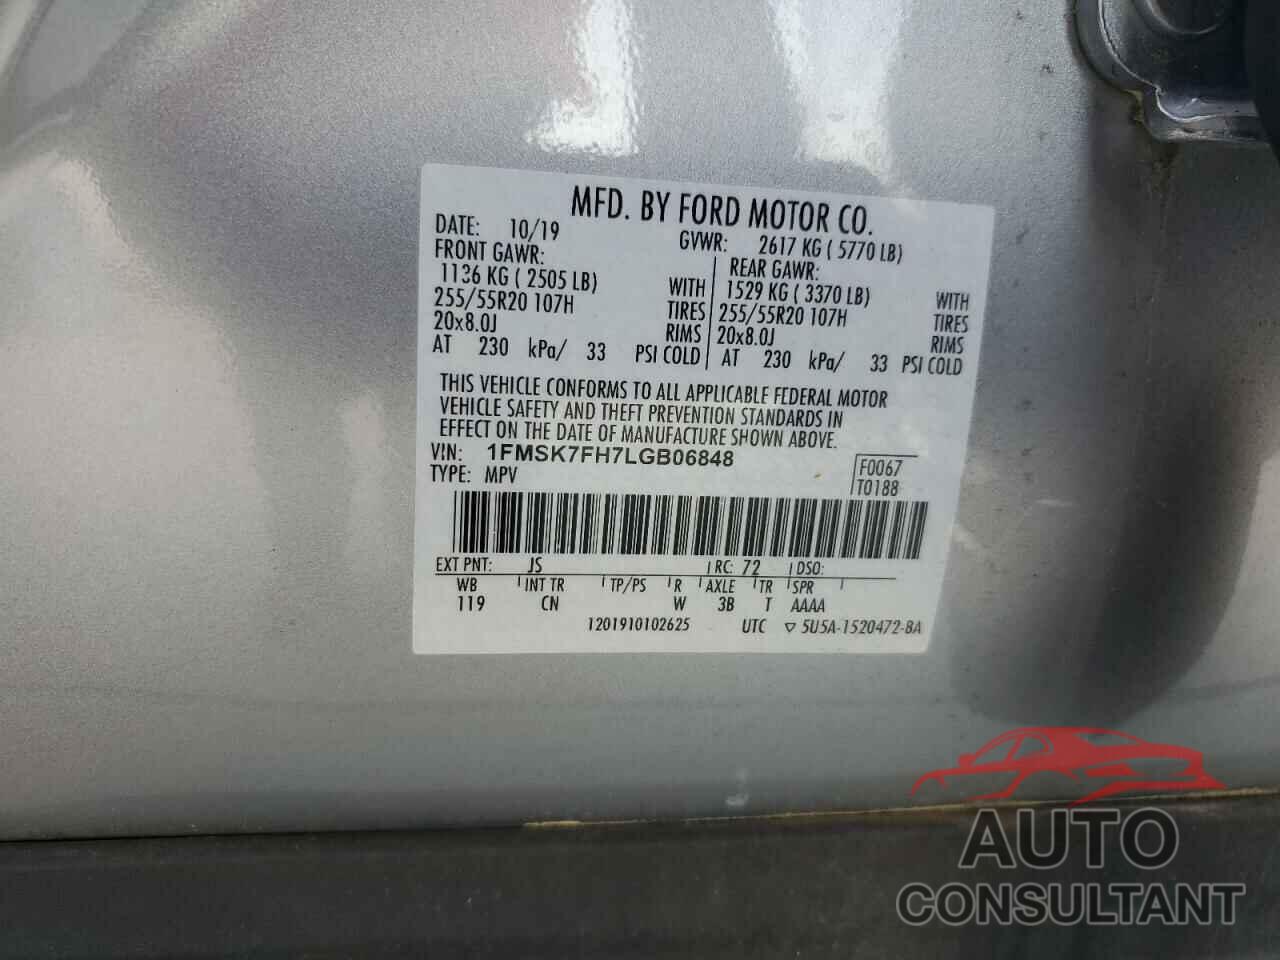 MFD. BY FORD MOTOR CO.
DATE: 10/19 GVWR: 2617 KG ( 5770 LB)
FRONT GAWR: REAR GAWR:
1136 KG ( 2505 LB) WITH 1529 KG ( 3370 LB) WITH
255/55R20 107H TIRES 255/55R20 107H TIRES
20x8.0J RIMS 20x8.0J RIMS
AT 230 kPa/ 33 PSI COLD AT 230 kPa/ 33 PSI COLD
THIS VEHICLE CONFORMS TO ALL APPLICABLE FEDERAL MOTOR
VEHICLE SAFETY AND THEFT PREVENTION STANDARDS IN
EFFECT ON THE DATE OF MANUFACTURE SHOWN ABOVE.
VIN: 1FMSK7FH7LGB06848 F0067
TYPE: MPV T0188
EXT PNT: JS RC: 72 DSO:
WB INT TR TP/PS R AXLE TR SPR
119 CN W 3B T AAAA
1201910102625 UTC ▽ 5U5A-1520472-BA
AUTO
CONSULTANT